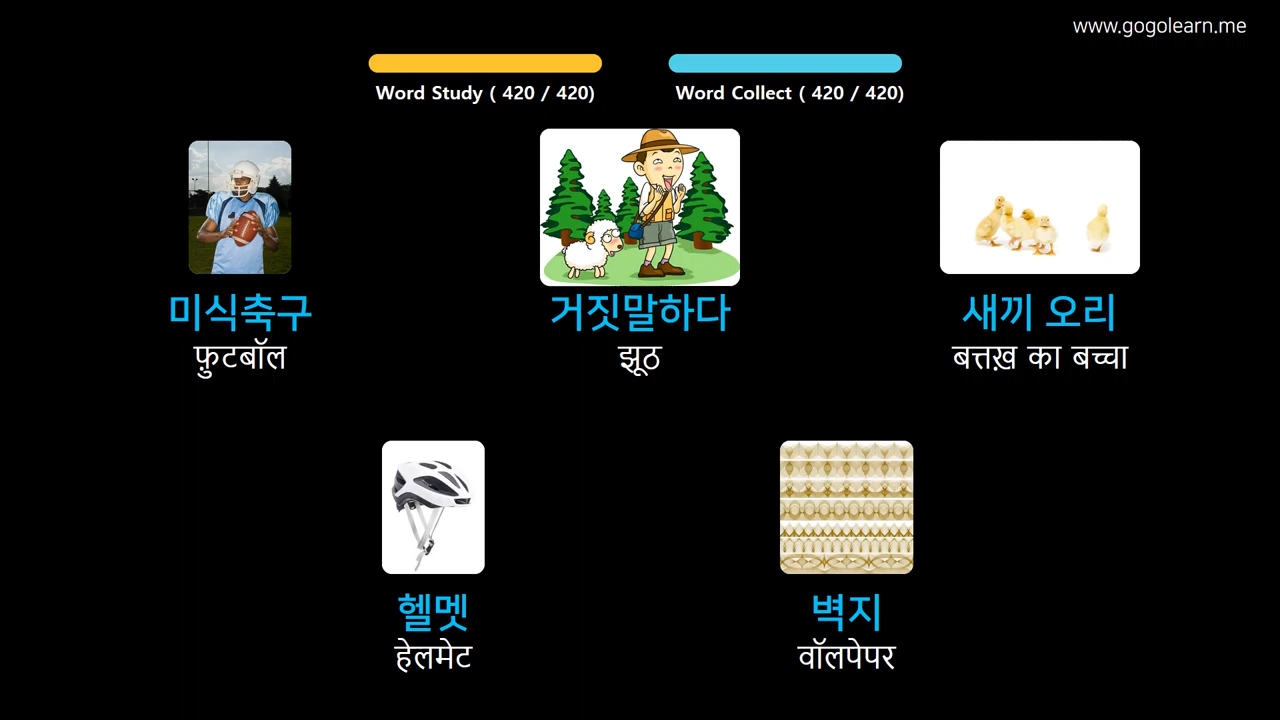 www.gogolearn.me
Word Study ( 420 / 420)
Word Collect ( 420 / 420)
미식축구
फ़ुटबॉल
거짓말하다
झूठ
새끼 오리
बत्तख़ का बच्चा
헬멧
हेलमेट
벽지
वॉलपेपर